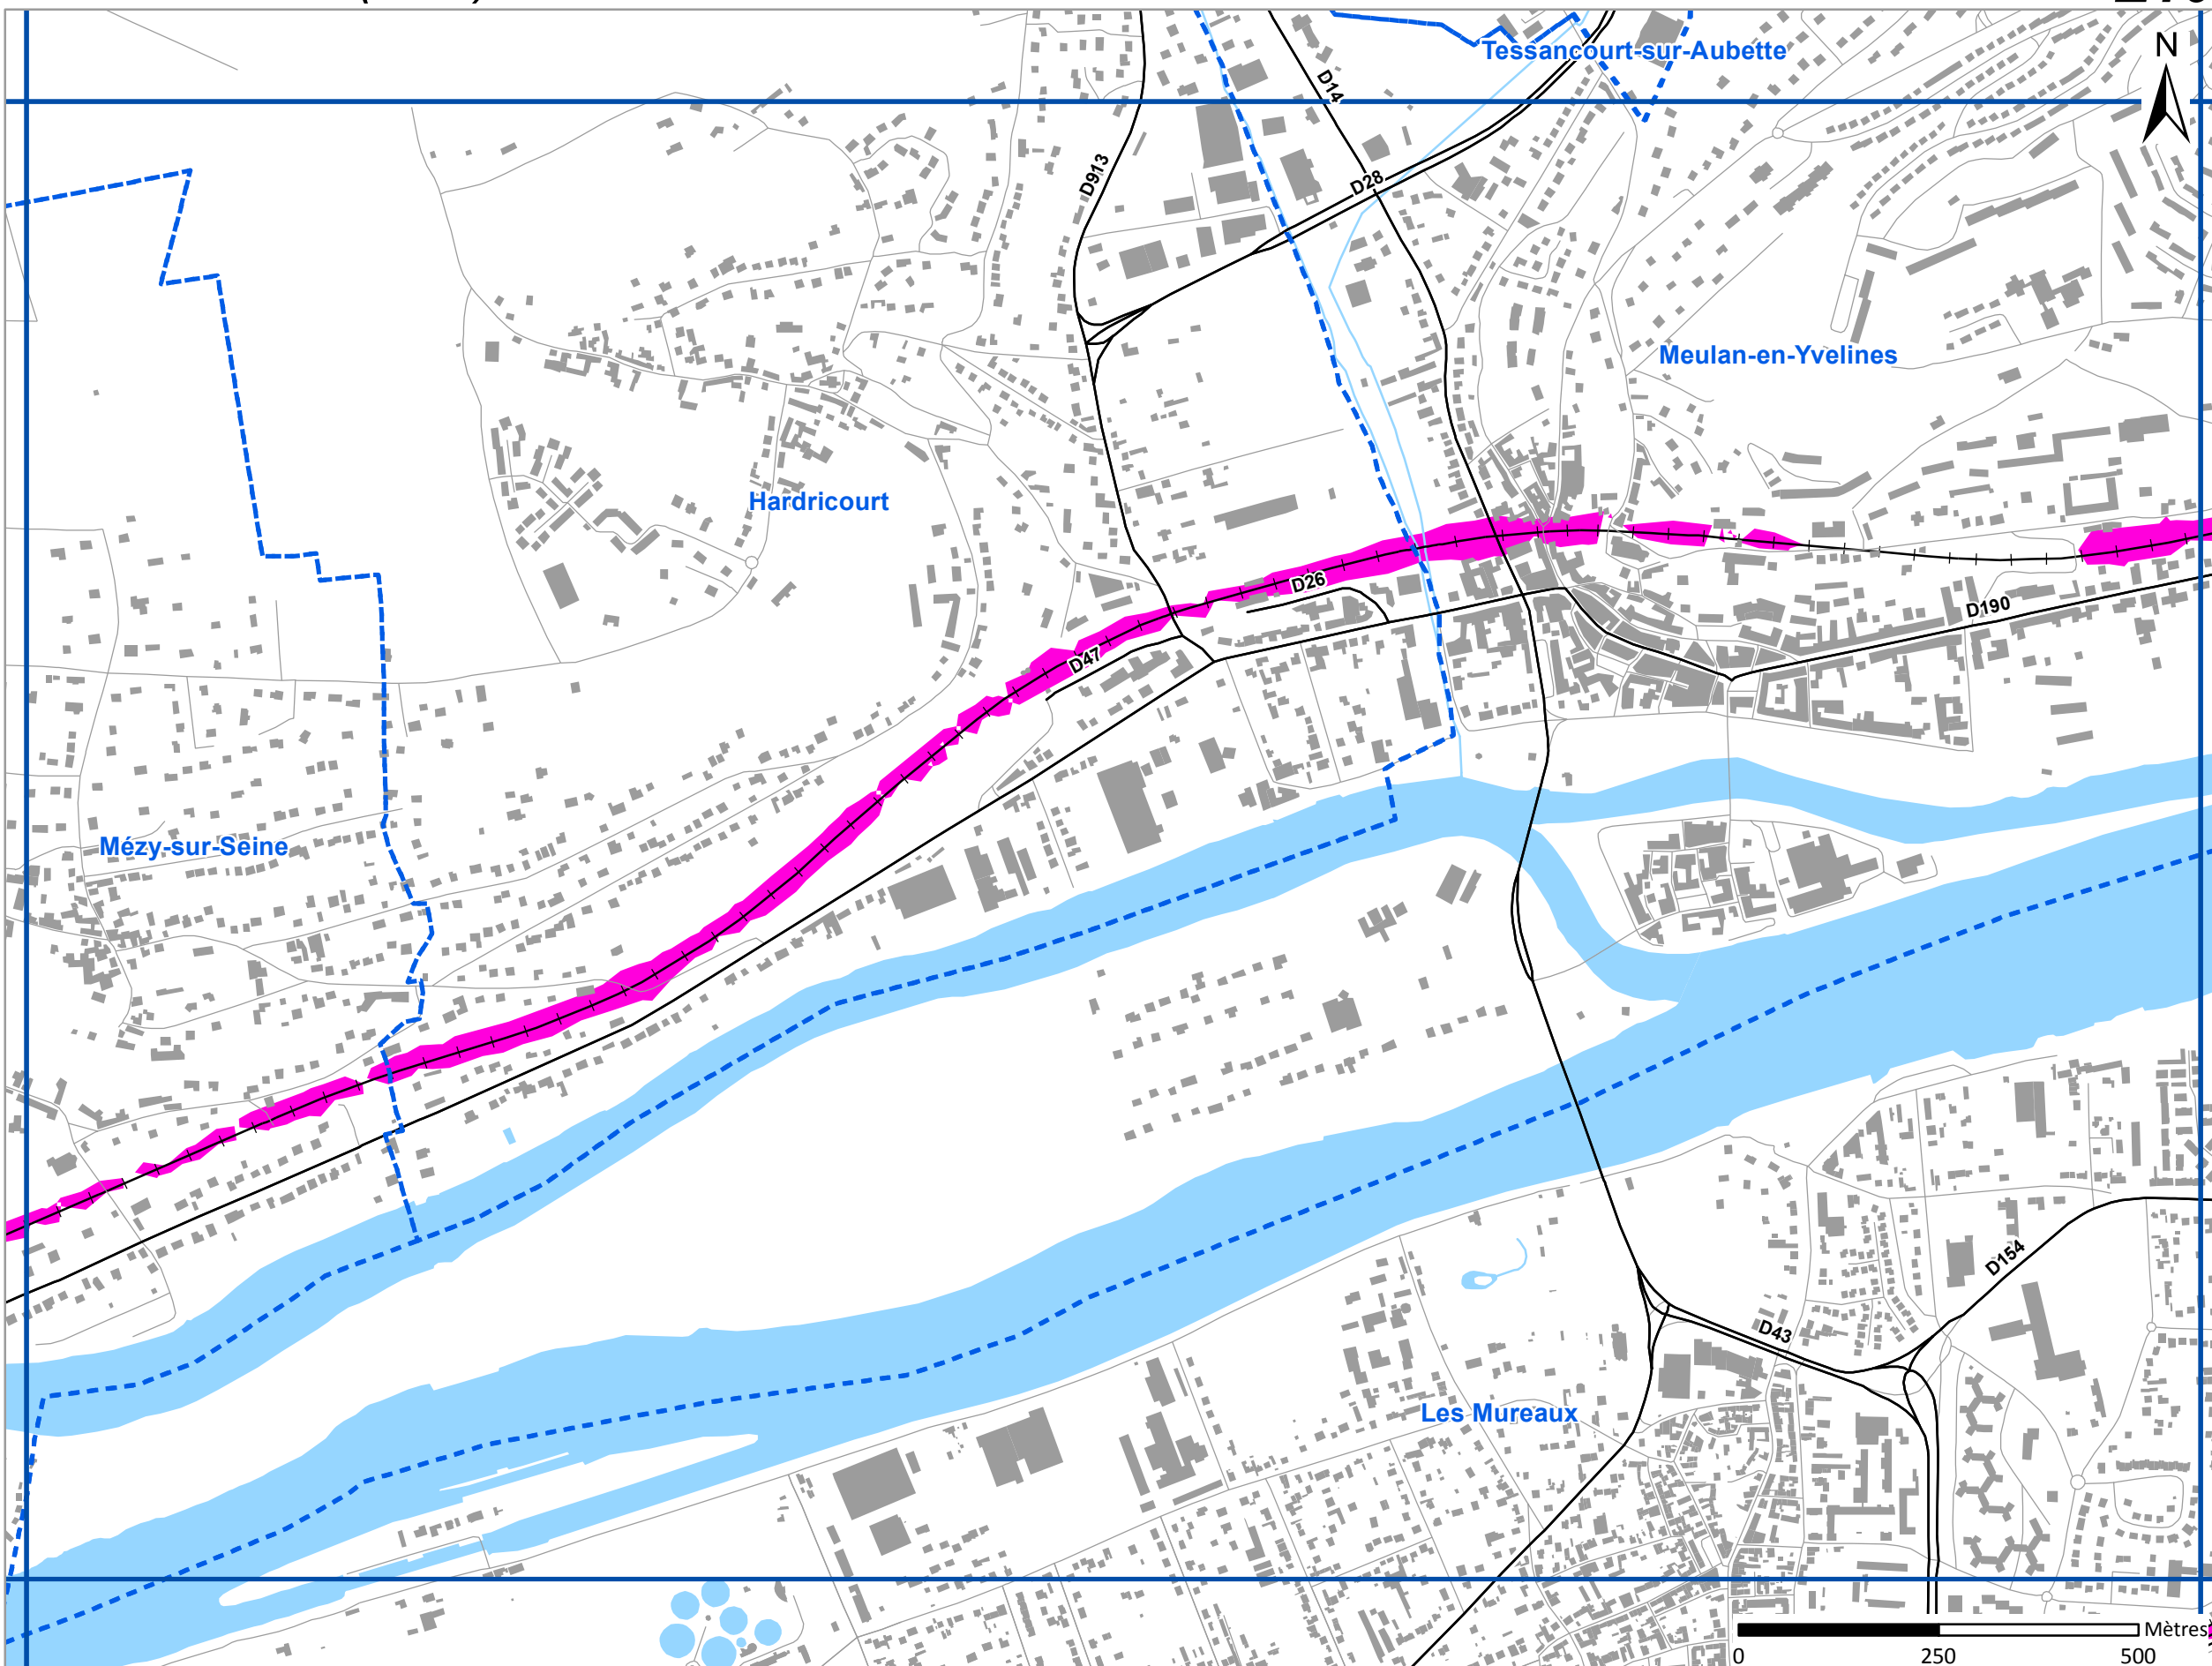 Tessancourt-sur-Aubette
N
D14
D913
D28
Meulan-en-Yvelines
Hardricourt
D26
D190
D47
Mézy-sur-Seine
D154
D43
Les Mureaux
Mètres
0 250 500